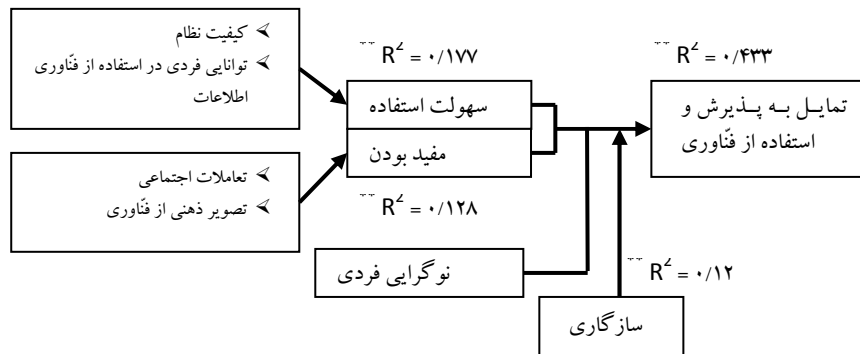 کیفیت نظام
توانایی فردی در استفاده از فنّاوری
اطلاعات
** R² = ۰/۱۷۷
** R² = ۰/۴۳۳
سهولت استفاده
مفید بودن
تمایل به پذیرش و
استفاده از فنّاوری
تعاملات اجتماعی
تصویر ذهنی از فنّاوری
** R² = ۰/۱۲۸
نوگرایی فردی
** R² = ۰/۱۲
سازگاری